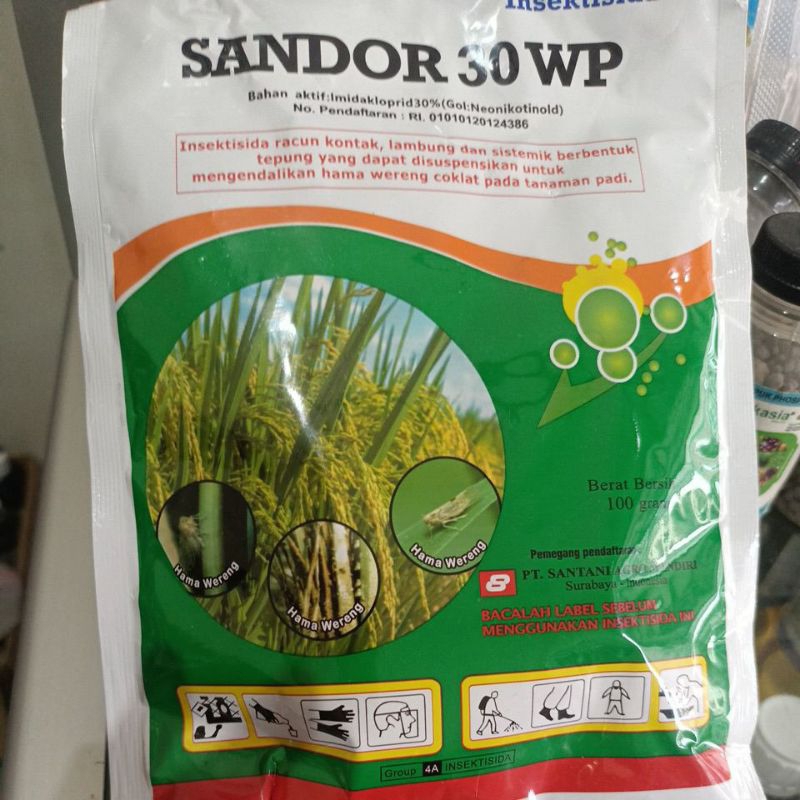 Insektisida
SANDOR 30 WP
Bahan aktif:Imidakloprid30%(Gol:Neonikotinold)
No. Pendaftaran : RI. 01010120124386
Insektisida racun kontak, lambung dan sistemik berbentuk
tepung yang dapat disuspensikan untuk
mengendalikan hama wereng coklat pada tanaman padi.
Hama Wereng
Hama Wereng
Hama Wereng
Berat Bersih
100 gram
Pemegang pendaftaran :
PT. SANTANI AGRO MANDIRI
Surabaya - Indonesia
BACALAH LABEL SEBELUM
MENGGUNAKAN INSEKTISIDA INI
Group 4A INSEKTISIDA